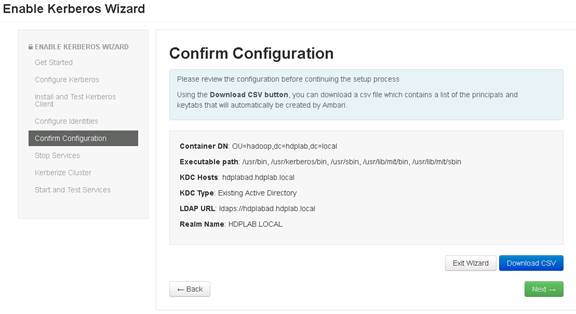 Enable Kerberos Wizard
ENABLE KERBEROS WIZARD
Get Started
Configure Kerberos
Install and Test Kerberos
Client
Configure Identities
Confirm Configuration
Stop Services
Kerberize Cluster
Start and Test Services
Confirm Configuration
Please review the configuration before continuing the setup process
Using the Download CSV button, you can download a csv file which contains a list of the principals and
keytabs that will automatically be created by Ambari.
Container DN: OU=hadoop,dc=hdplab,dc=local
Executable path: /usr/bin, /usr/kerberos/bin, /usr/sbin, /usr/lib/mit/bin, /usr/lib/mit/sbin
KDC Hosts: hdplabad.hdplab.local
KDC Type: Existing Active Directory
LDAP URL: ldaps://hdplabad.hdplab.local
Realm Name: HDPLAB.LOCAL
Exit Wizard
Download CSV
← Back
Next →